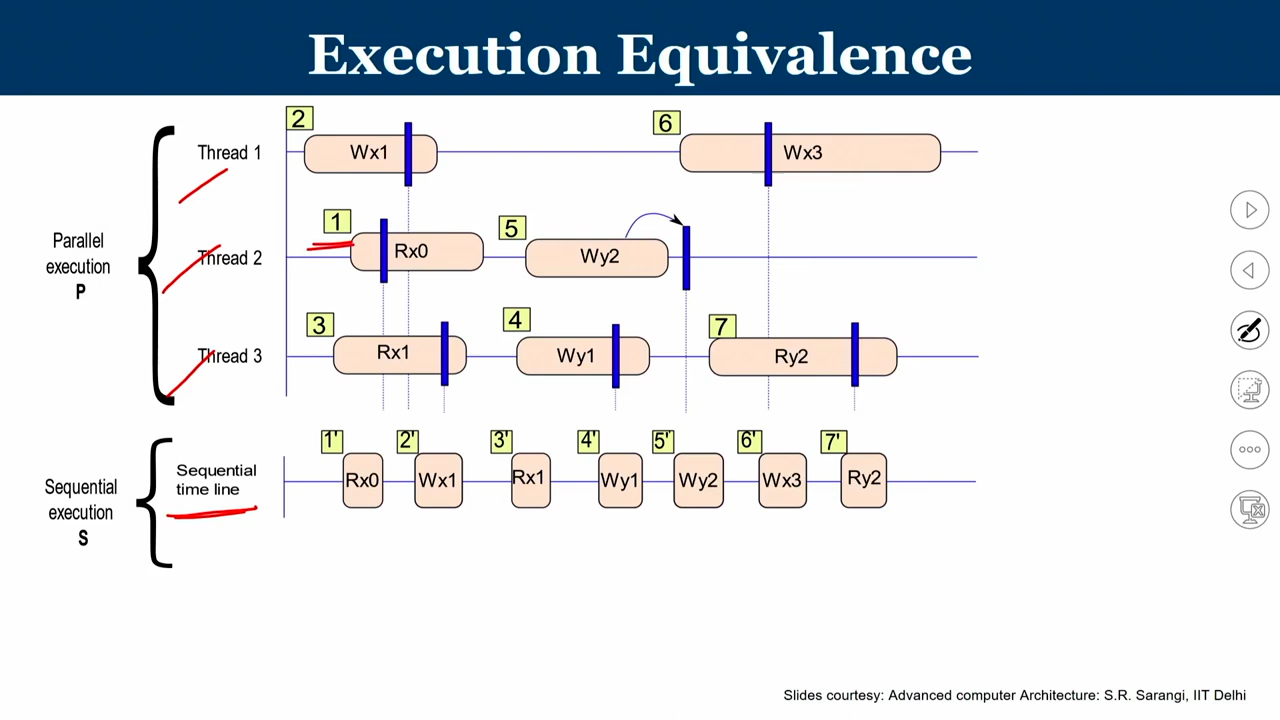 Execution Equivalence
2
6
Thread 1
Wx1
Wx3
1
5
Parallel
execution
P
Thread 2
Rx0
Wy2
3
4
7
Thread 3
Rx1
Wy1
Ry2
1'
2'
3'
4'
5'
6'
7'
Sequential
execution
S
Sequential
time line
Rx0
Wx1
Rx1
Wy1
Wy2
Wx3
Ry2
Slides courtesy: Advanced computer Architecture: S.R. Sarangi, IIT Delhi